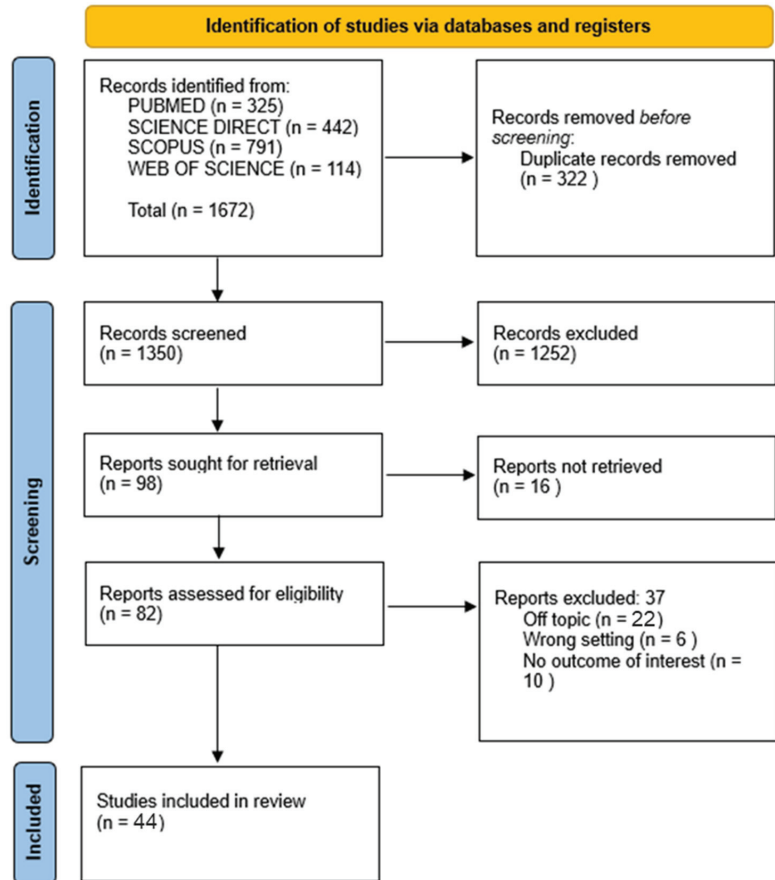 Identification of studies via databases and registers
Identification
Records identified from:
PUBMED (n = 325)
SCIENCE DIRECT (n = 442)
SCOPUS (n = 791)
WEB OF SCIENCE (n = 114)
Total (n = 1672)
Records removed before
screening:
Duplicate records removed
(n = 322 )
Screening
Records screened
(n = 1350)
Records excluded
(n = 1252)
Reports sought for retrieval
(n = 98)
Reports not retrieved
(n = 16 )
Reports assessed for eligibility
(n = 82)
Reports excluded: 37
Off topic (n = 22)
Wrong setting (n = 6 )
No outcome of interest (n =
10 )
Included
Studies included in review
(n = 44)